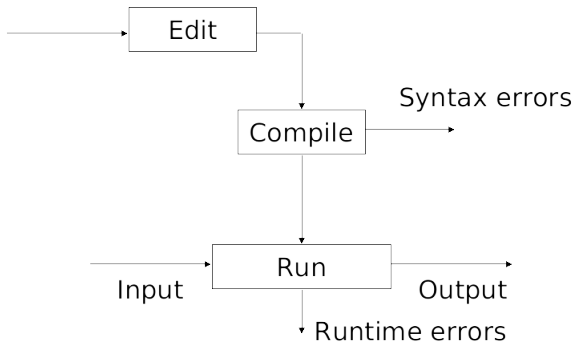 Edit
Syntax errors
Compile
Run
Input
Output
Runtime errors